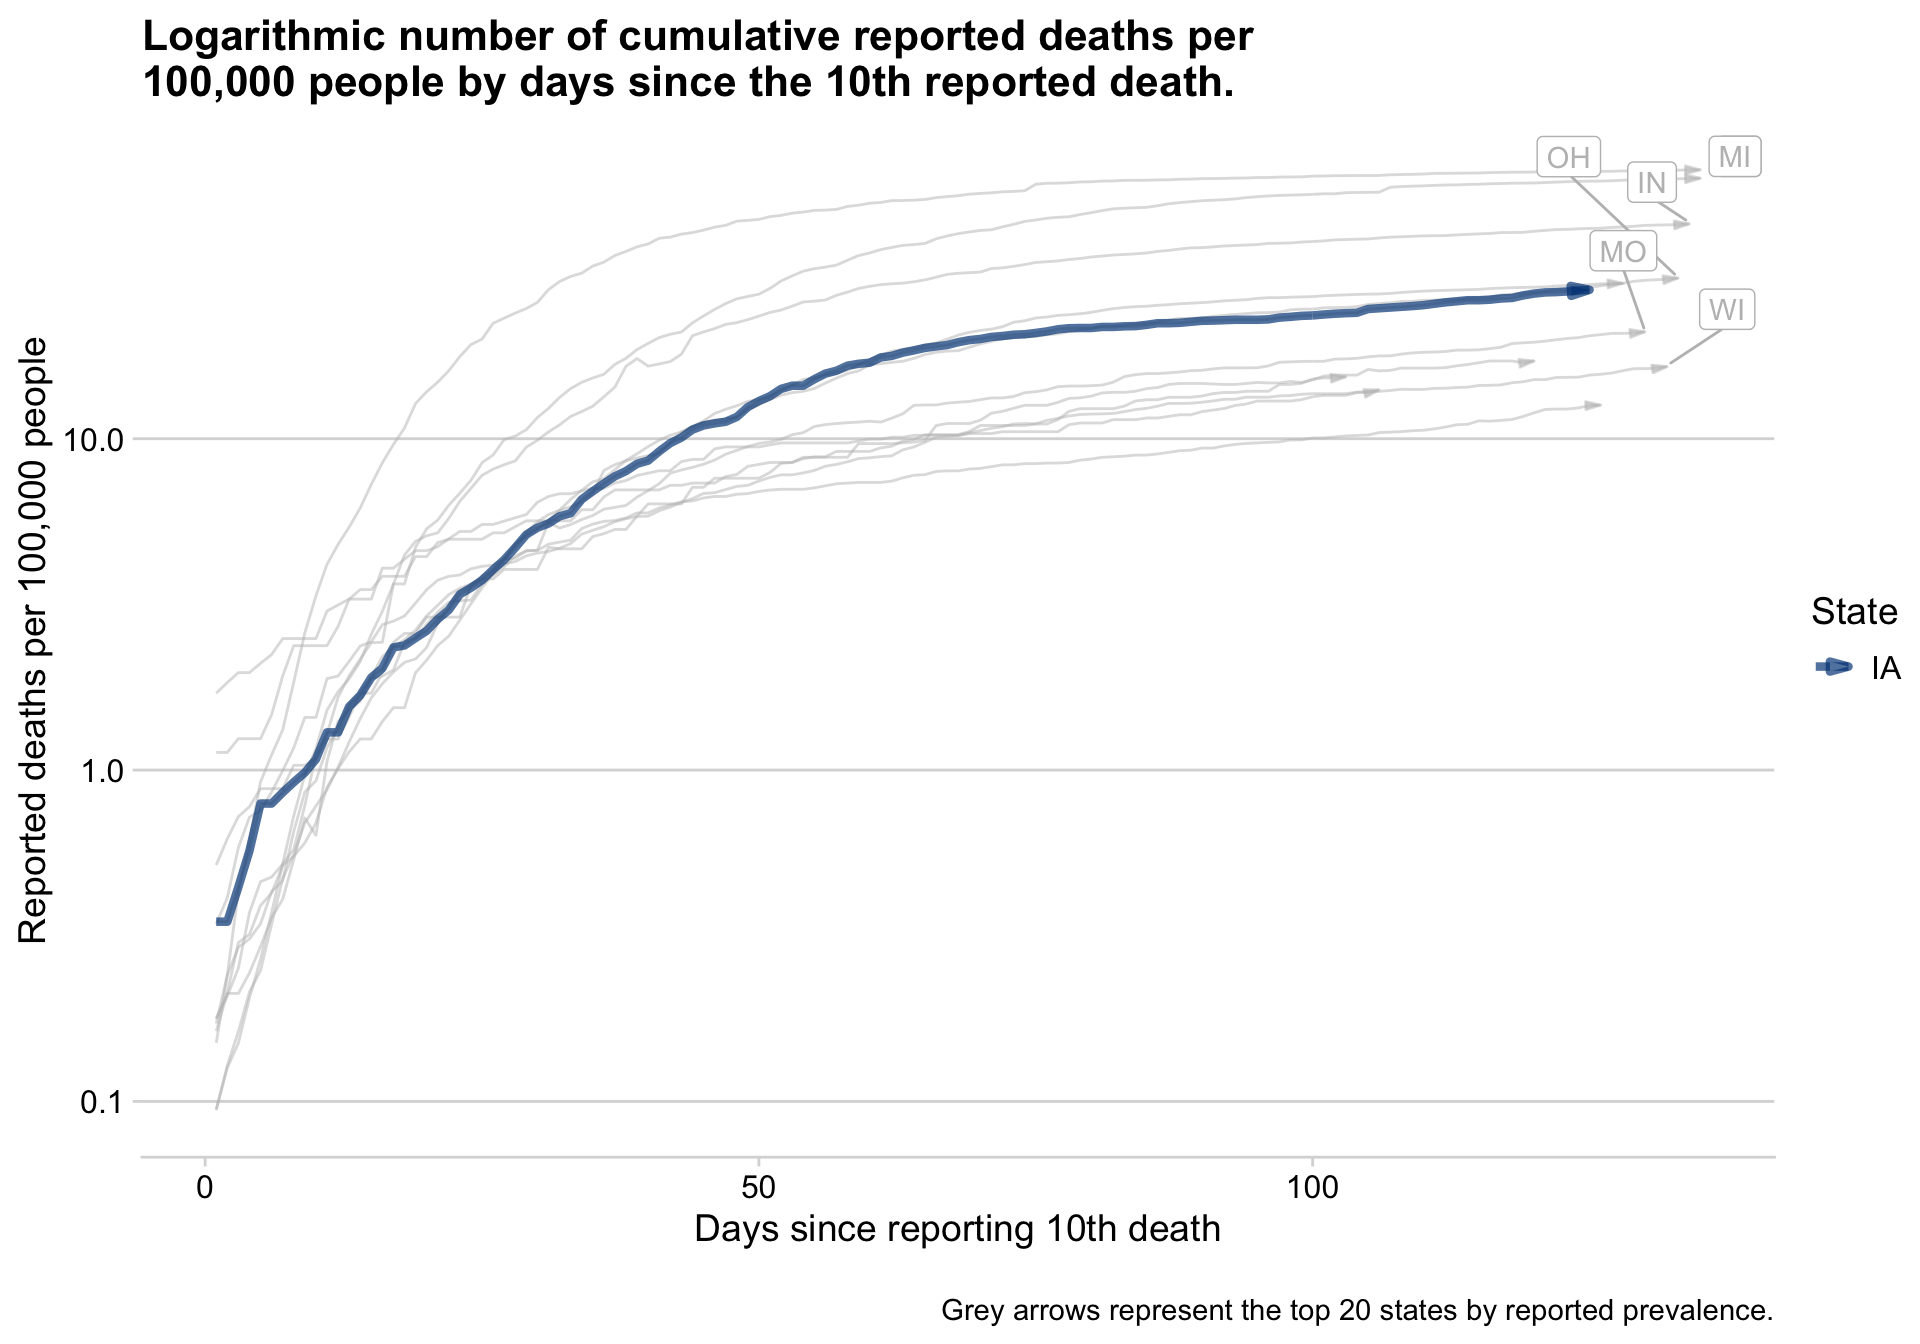 Logarithmic number of cumulative reported deaths per
100,000 people by days since the 10th reported death.
OH
MI
IN
MO
WI
Reported deaths per 100,000 people
10.0
1.0
0.1
State
IA
0
50
100
Days since reporting 10th death
Grey arrows represent the top 20 states by reported prevalence.